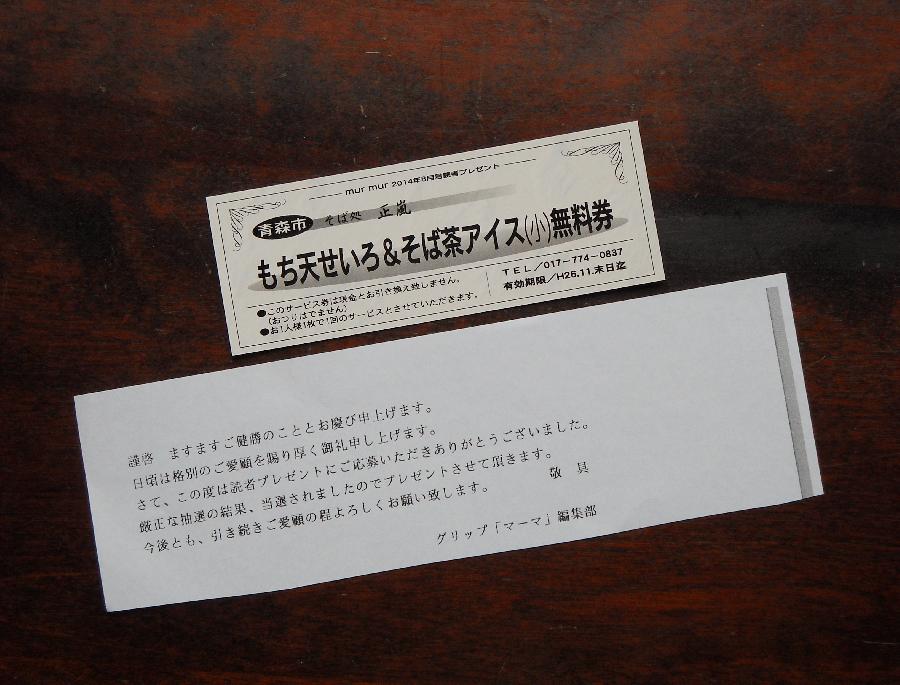 mur mur 2014年8月号読者プレゼント
青森市 そば処 正嵐
もち天せいろ&そば茶アイス(小)無料券
●このサービス券は現金とお引き換え致しません。
(おつりはでません)
●お1人様1枚で1回のサービスとさせていただきます。
TEL/017-774-0837
有効期限/H26.11.末日迄
謹啓 ますますご健勝のこととお慶び申上げます。
日頃は格別のご愛顧を賜り厚く御礼申し上げます。
さて、この度は読者プレゼントにご応募いただきありがとうございました。
厳正な抽選の結果、当選されましたのでプレゼントさせて頂きます。
今後とも、引き続きご愛顧の程よろしくお願い致します。
敬 具
グリップ「マーマ」編集部